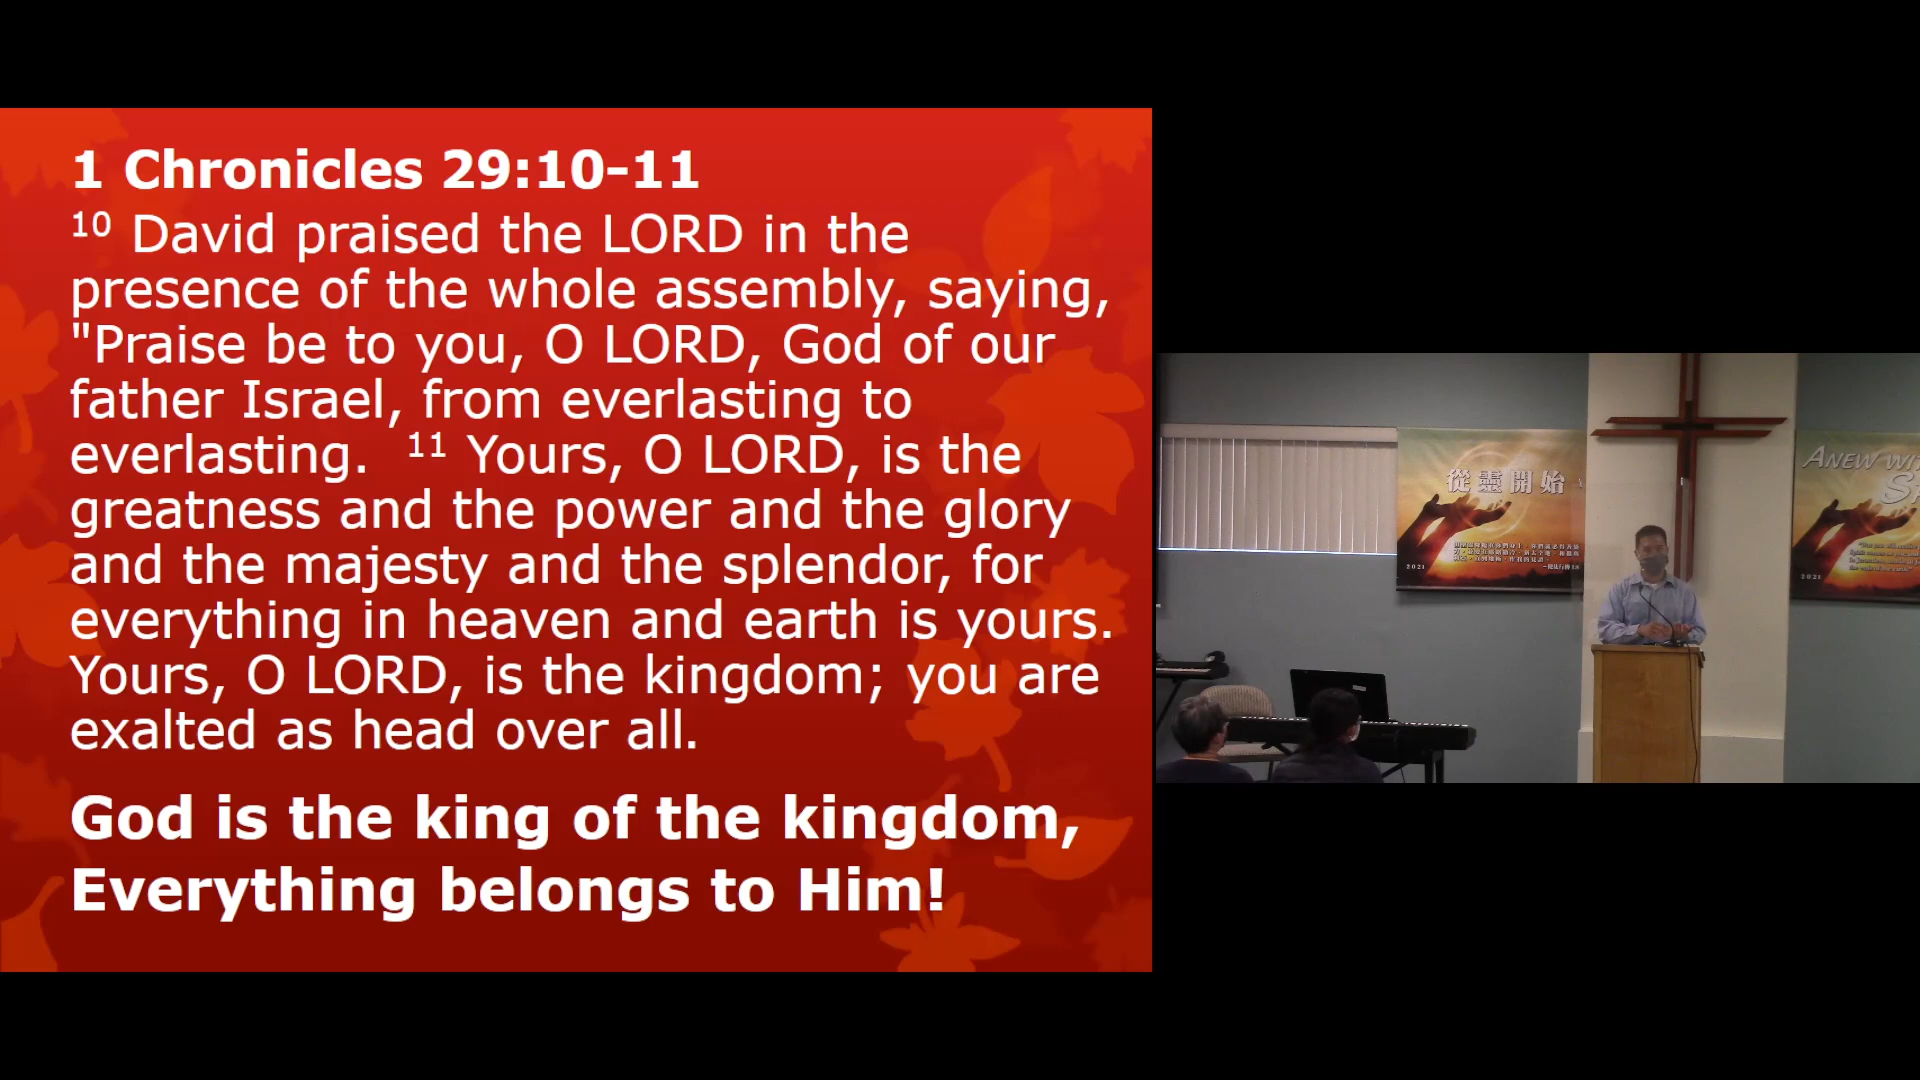 1 Chronicles 29:10-11
10 David praised the LORD in the
presence of the whole assembly, saying,
"Praise be to you, O LORD, God of our
father Israel, from everlasting to
everlasting. 11 Yours, O LORD, is the
greatness and the power and the glory
and the majesty and the splendor, for
everything in heaven and earth is yours.
Yours, O LORD, is the kingdom; you are
exalted as head over all.
God is the king of the kingdom,
Everything belongs to Him!
從靈開始
2021
ANEW
2021